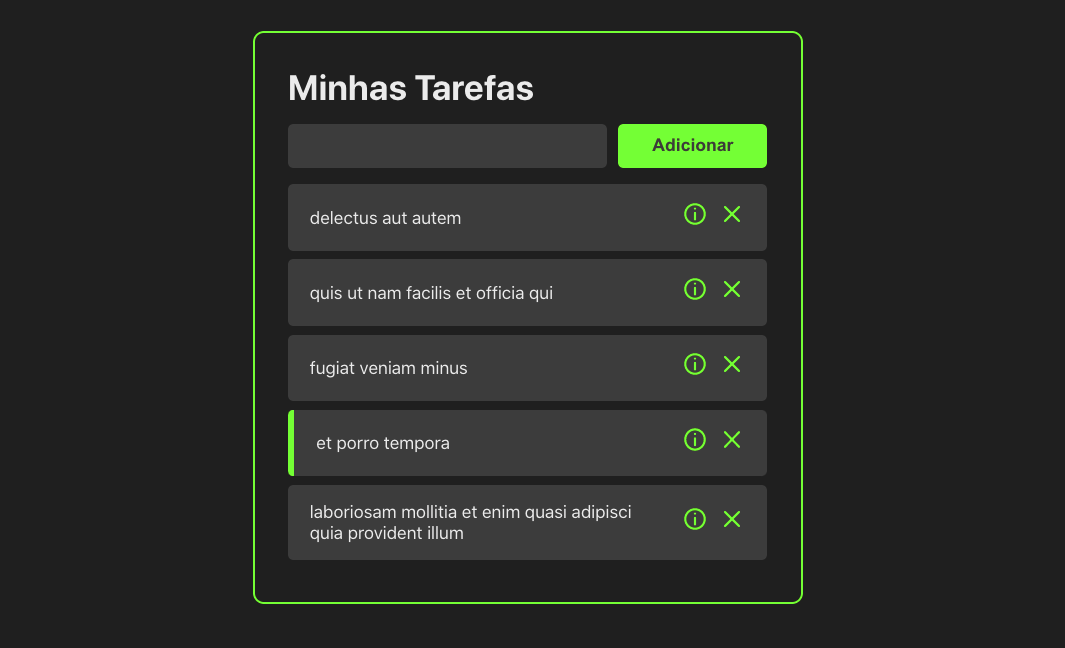 Minhas Tarefas
Adicionar
delectus aut autem
quis ut nam facilis et officia qui
fugiat veniam minus
et porro tempora
laboriosam mollitia et enim quasi adipisci
quia provident illum